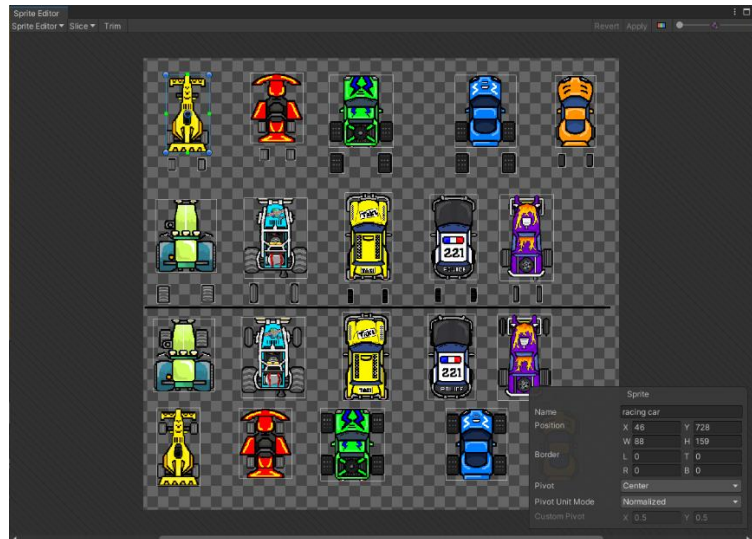 Sprite Editor
Sprite Editor Slice Trim Revert Apply
TAXI
221
POLICE
TAXI
221
POLICE
Sprite
Name racing car
Position X 46 Y 728
W 88 H 159
Border L 0 T 0
R 0 B 0
Pivot Center
Pivot Unit Mode Normalized
Custom Pivot X 0.5 Y 0.5